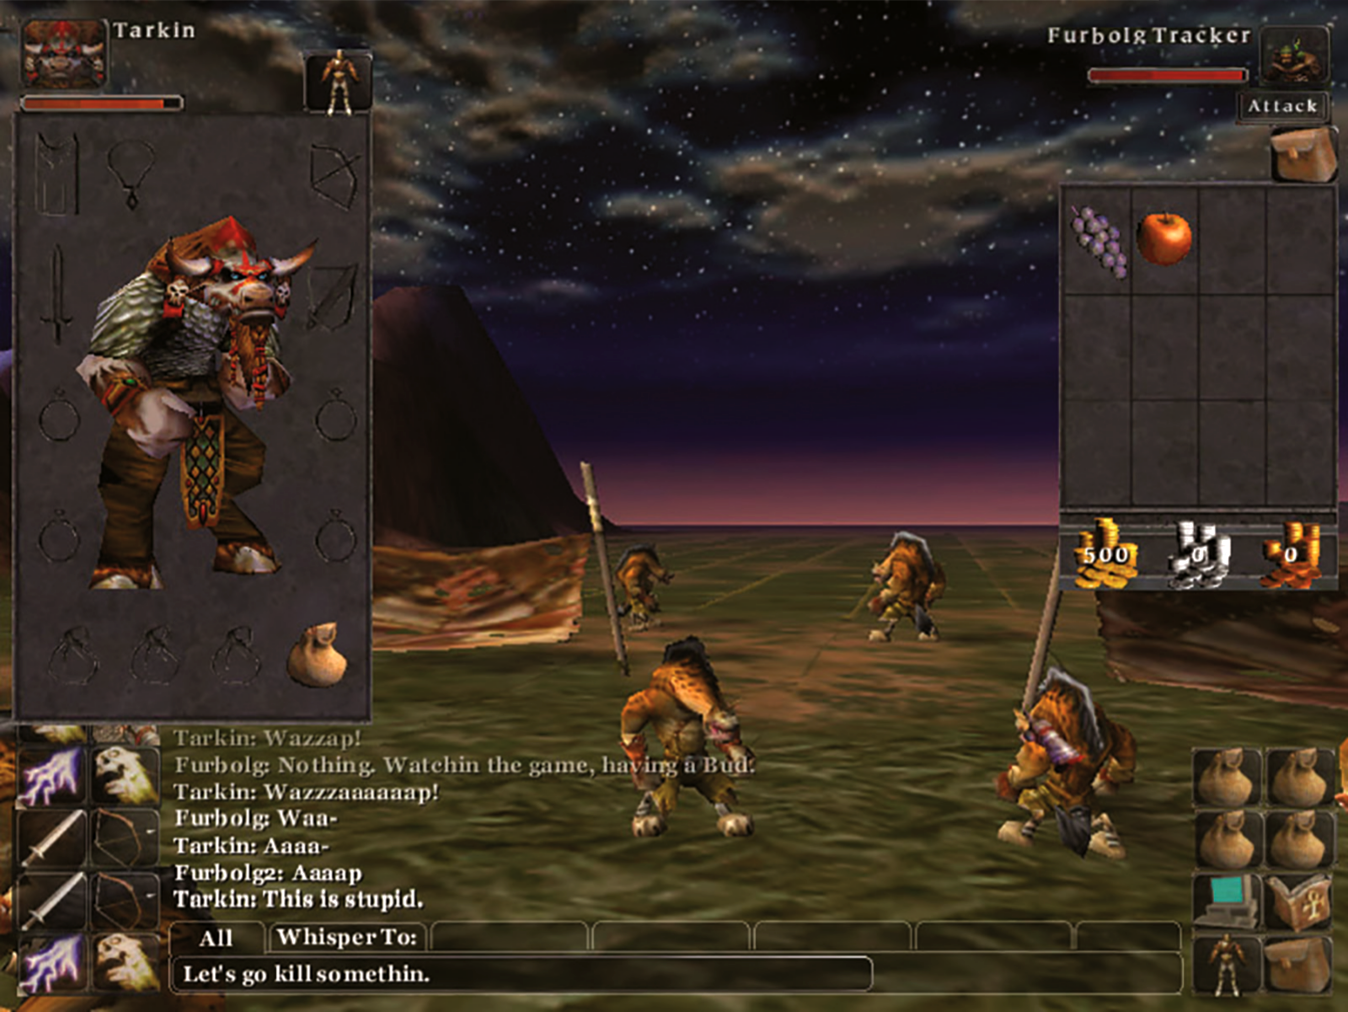 Tarkin
Furbolg Tracker
Attack
500
0
0
Tarkin: Wazzap!
Furbolg: Nothing. Watchin the game, having a Bud.
Tarkin: Wazzzaaaaaap!
Furbolg: Waa-
Tarkin: Aaaa-
Furbolg2: Aaaap
Tarkin: This is stupid.
All
Whisper To:
Let's go kill somethin.